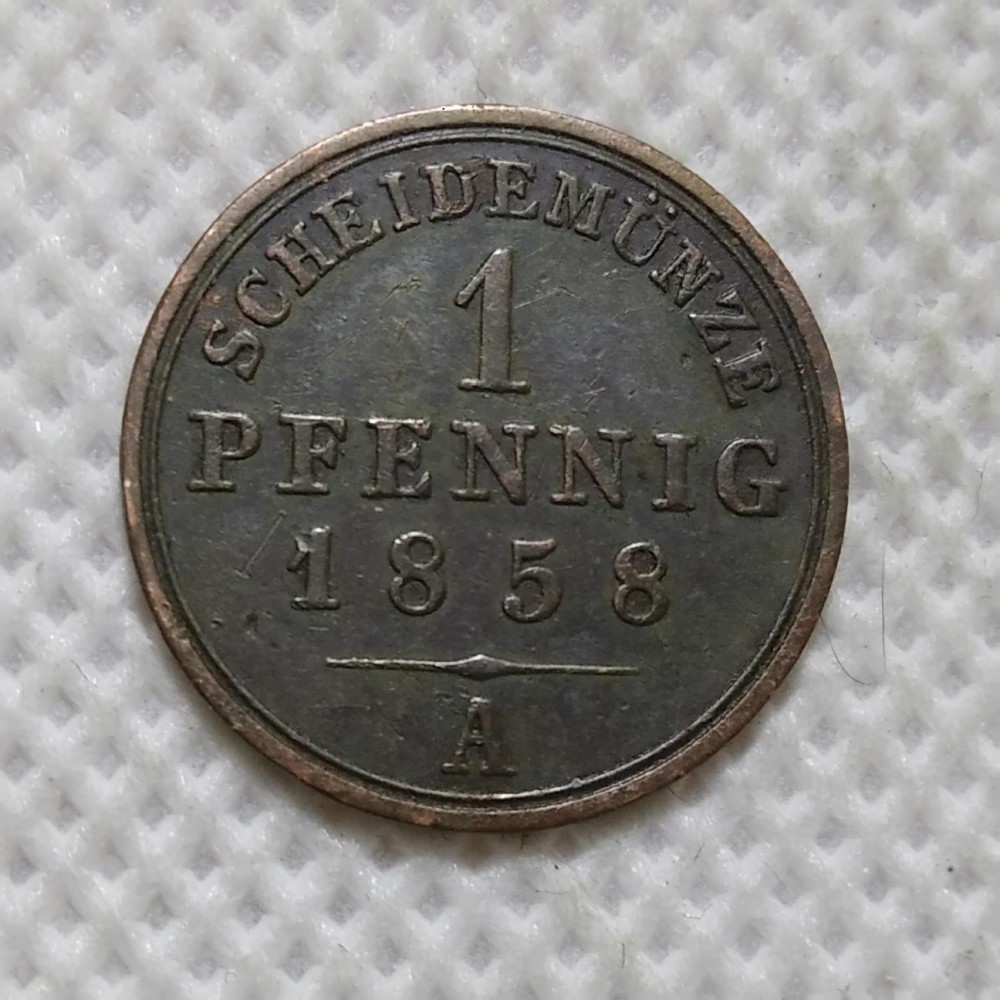 SCHEIDEMÜNZE
1
PFENNIG
1858
A